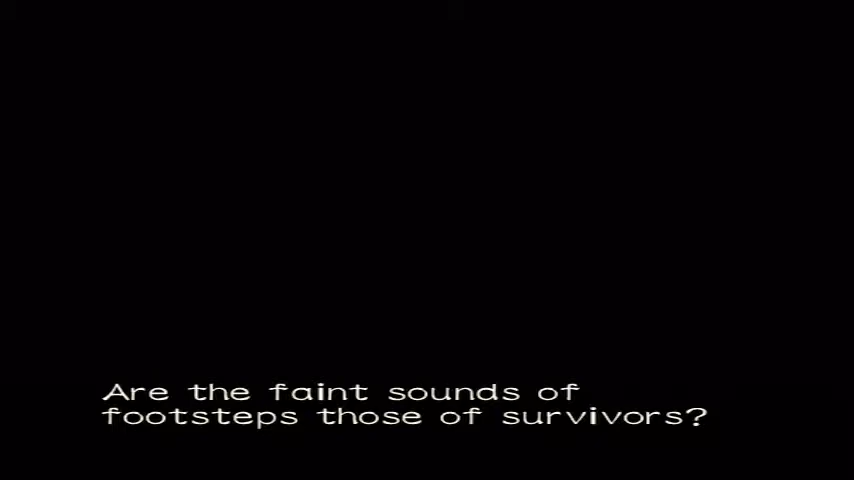 Are the faint sounds of
footsteps those of survivors?